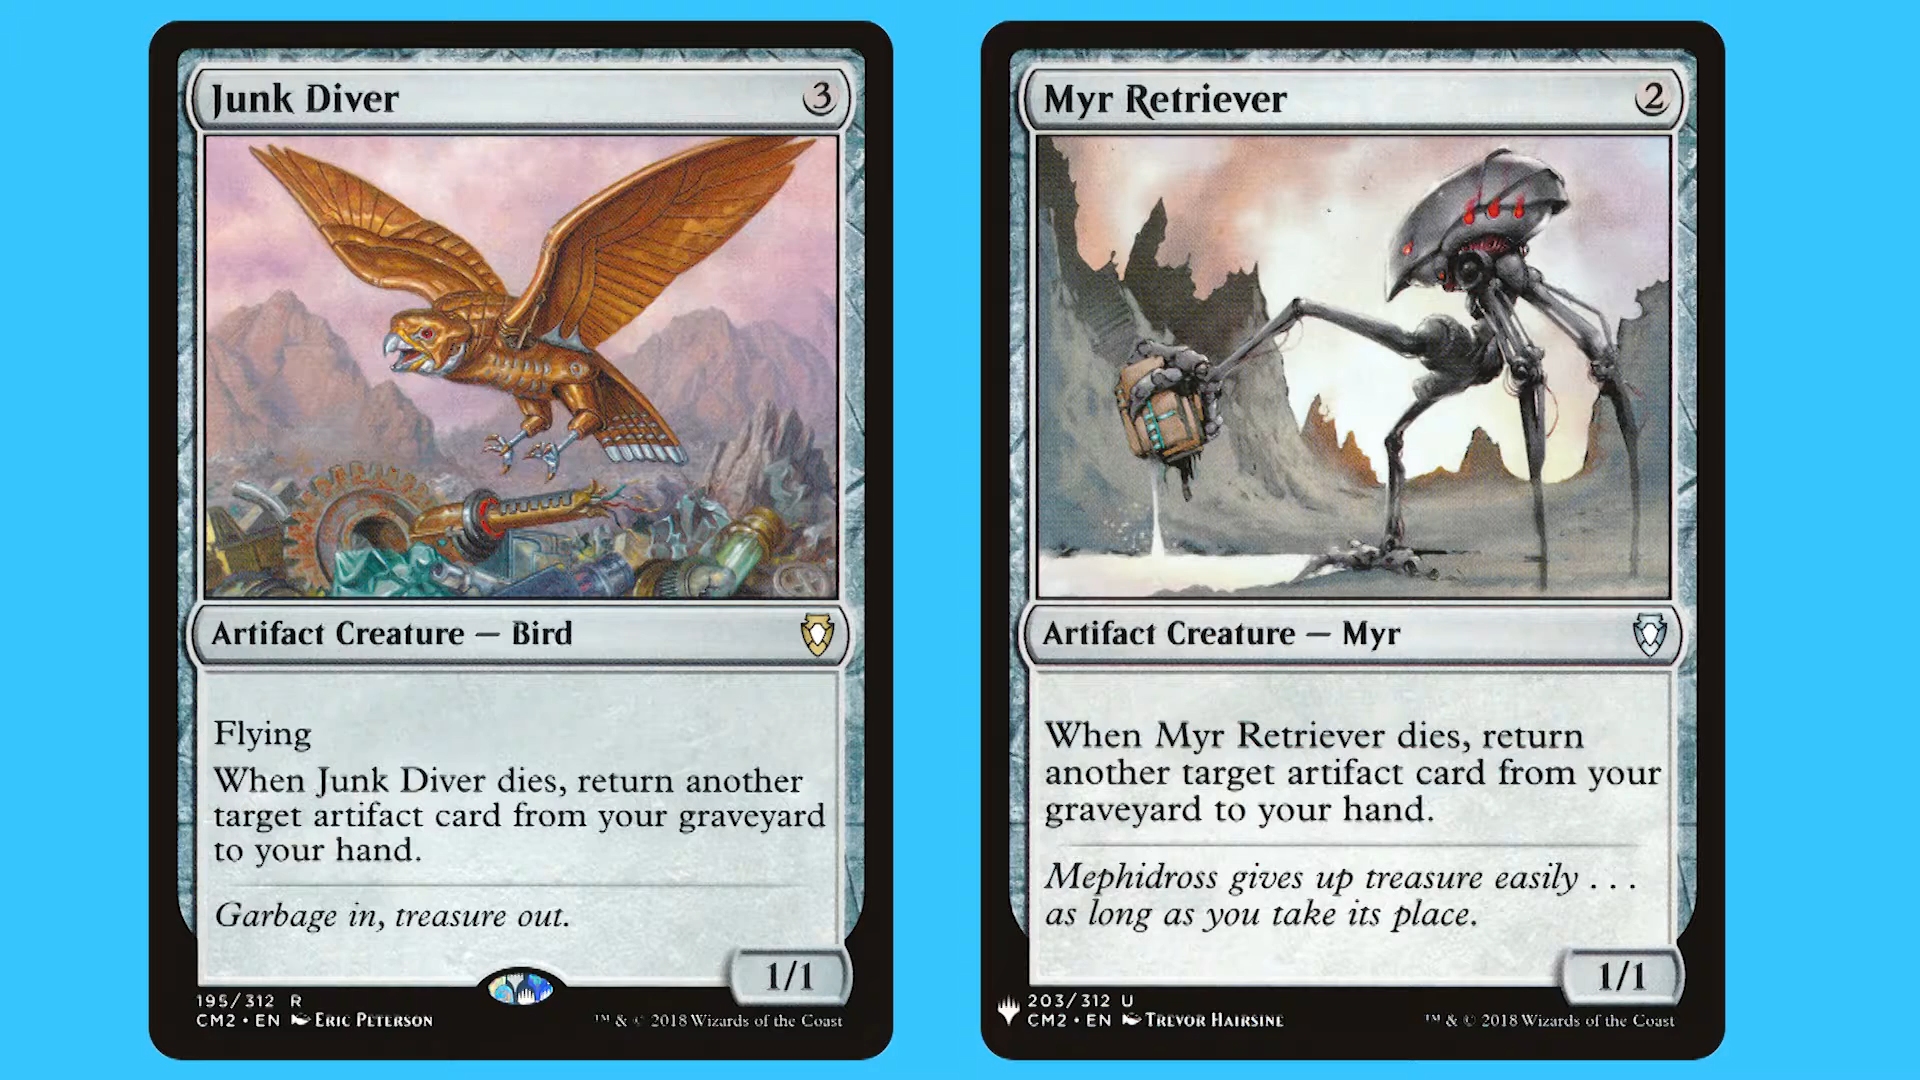 Junk Diver 3
Artifact Creature — Bird
Flying
When Junk Diver dies, return another
target artifact card from your graveyard
to your hand.
Garbage in, treasure out.
1/1
195/312 R
CM2 • EN Eric Peterson
™ & © 2018 Wizards of the Coast
Myr Retriever 2
Artifact Creature — Myr
When Myr Retriever dies, return
another target artifact card from your
graveyard to your hand.
Mephidross gives up treasure easily . . .
as long as you take its place.
1/1
203/312 U
CM2 • EN Trevor Hairsine
™ & © 2018 Wizards of the Coast